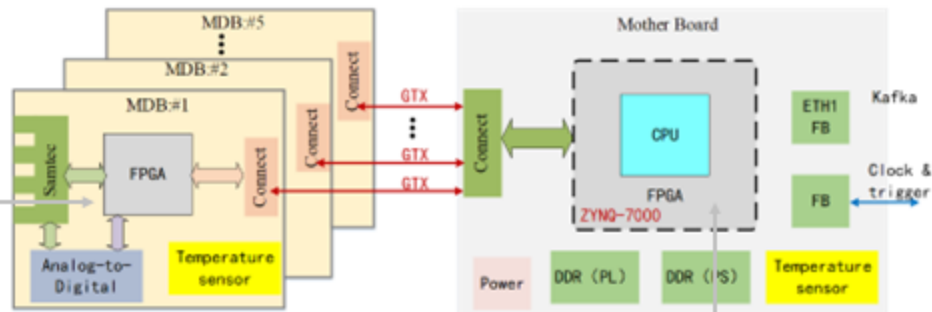 MDB:#5
MDB:#2
MDB:#1
Samtec
FPGA
Connect
Connect
Connect
Analog-to-
Digital
Temperature
sensor
GTX
GTX
GTX
Mother Board
Connect
CPU
FPGA
ZYNQ-7000
ETH1
FB
Kafka
FB
Clock &
trigger
Power
DDR (PL)
DDR (PS)
Temperature
sensor